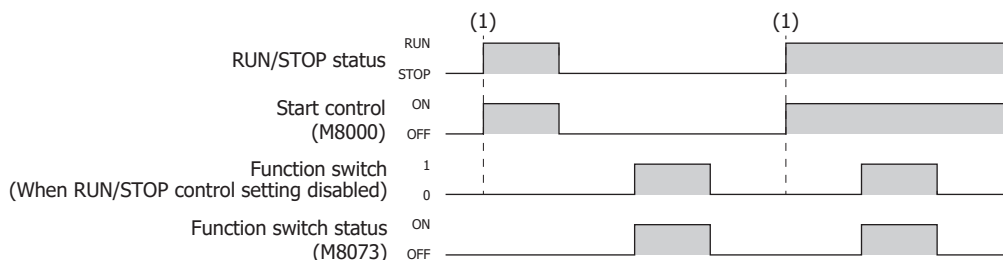 (1) (1)
RUN/STOP status RUN
STOP
Start control ON
(M8000) OFF
Function switch 1
(When RUN/STOP control setting disabled) 0
Function switch status ON
(M8073) OFF